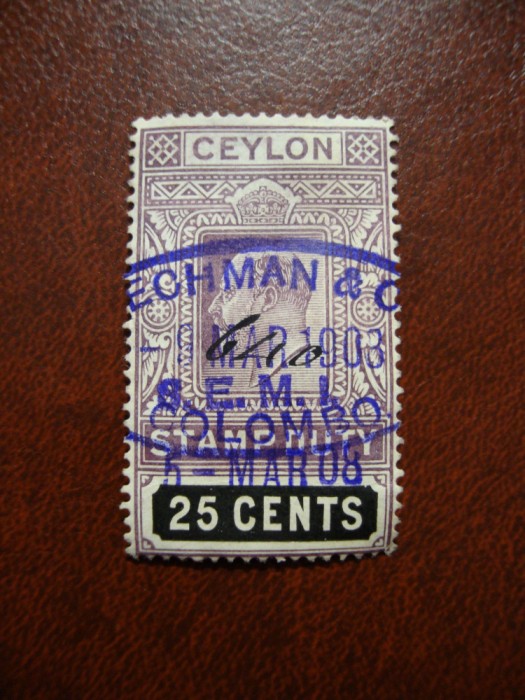 CEYLON
ECHMAN & C
MAR 1908
S. E. M. I.
COLOMBO.
STAMP DUTY
5 - MAR 08
25 CENTS